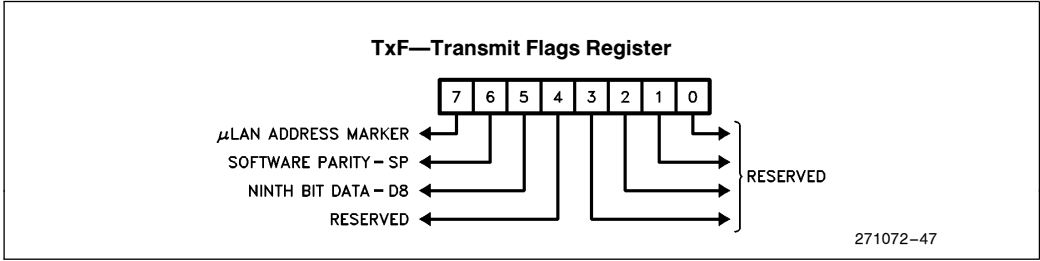 TxF—Transmit Flags Register
7 6 5 4 3 2 1 0
μLAN ADDRESS MARKER
SOFTWARE PARITY – SP
NINTH BIT DATA – D8
RESERVED
RESERVED
271072–47